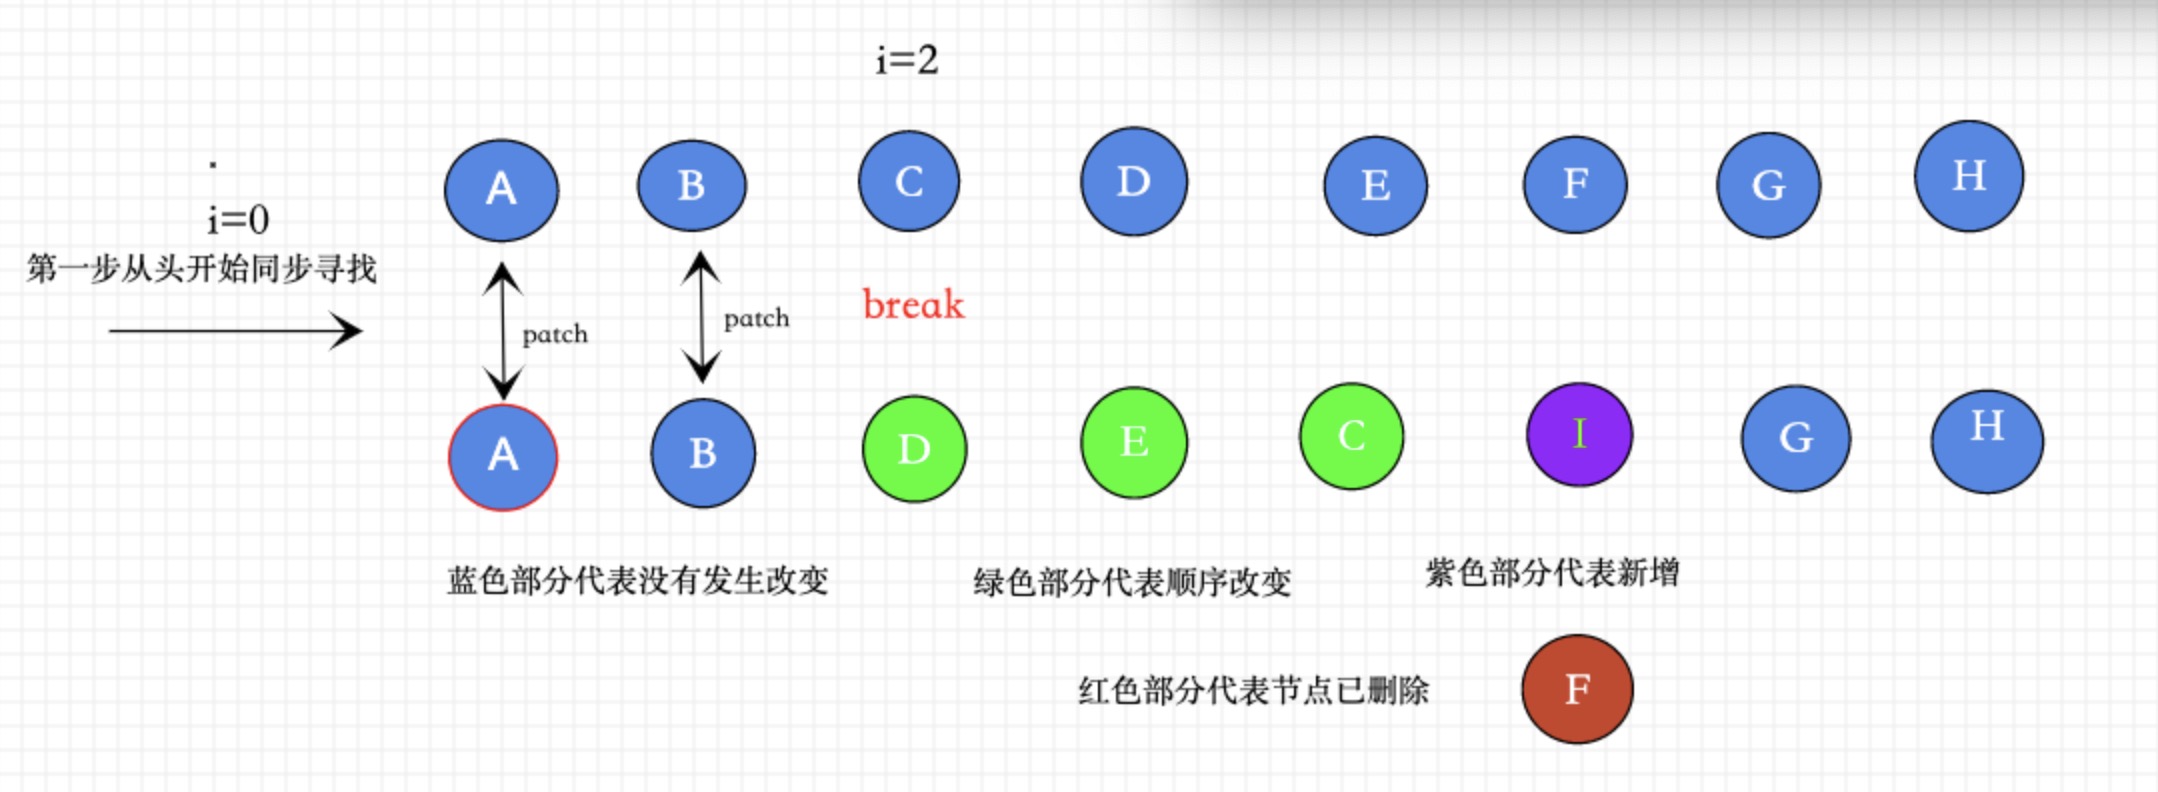 i=2
A B C D E F G H
i=0
第一步从头开始同步寻找
break
patch
patch
A B D E C I G H
蓝色部分代表没有发生改变
绿色部分代表顺序改变
紫色部分代表新增
红色部分代表节点已删除
F